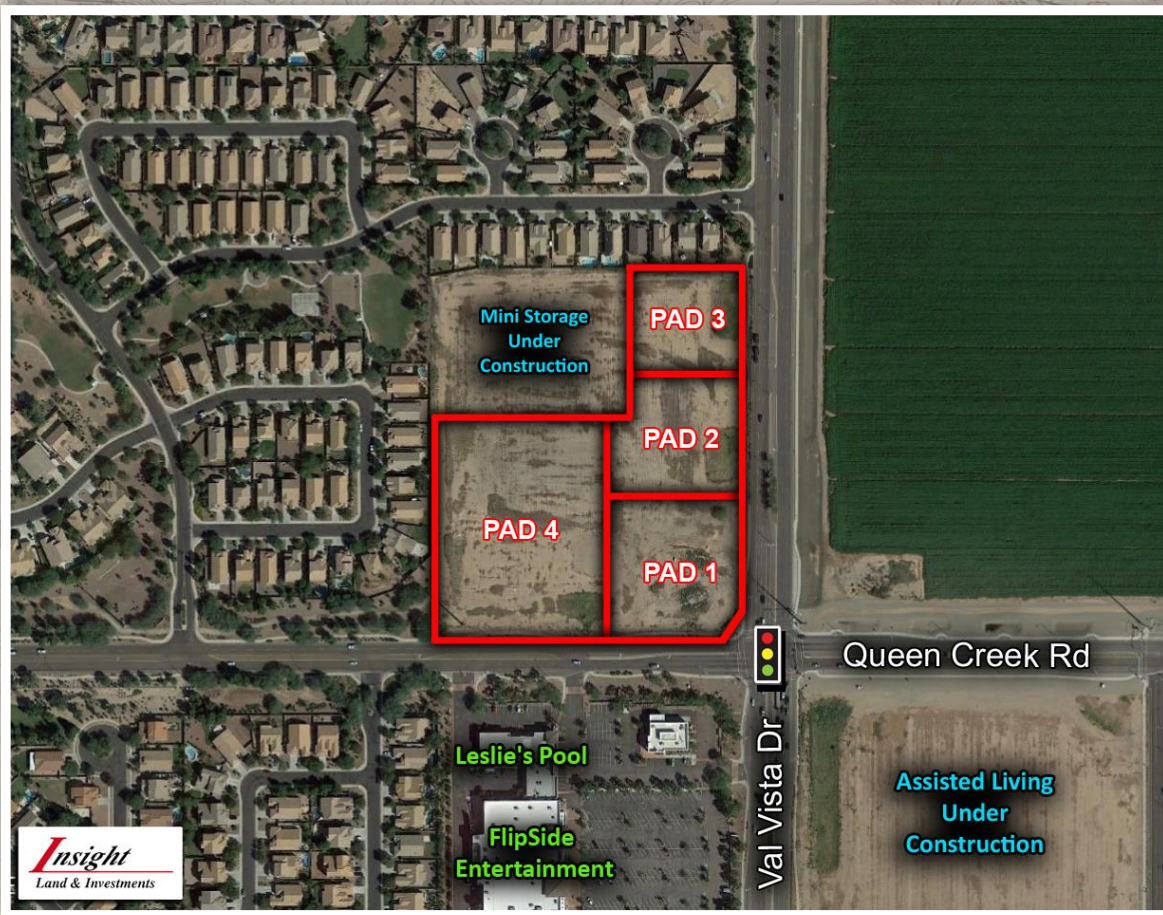 Mini Storage
Under
Construction
PAD 3
PAD 2
PAD 4
PAD 1
Queen Creek Rd
Val Vista Dr
Leslie's Pool
FlipSide
Entertainment
Assisted Living
Under
Construction
Insight
Land & Investments